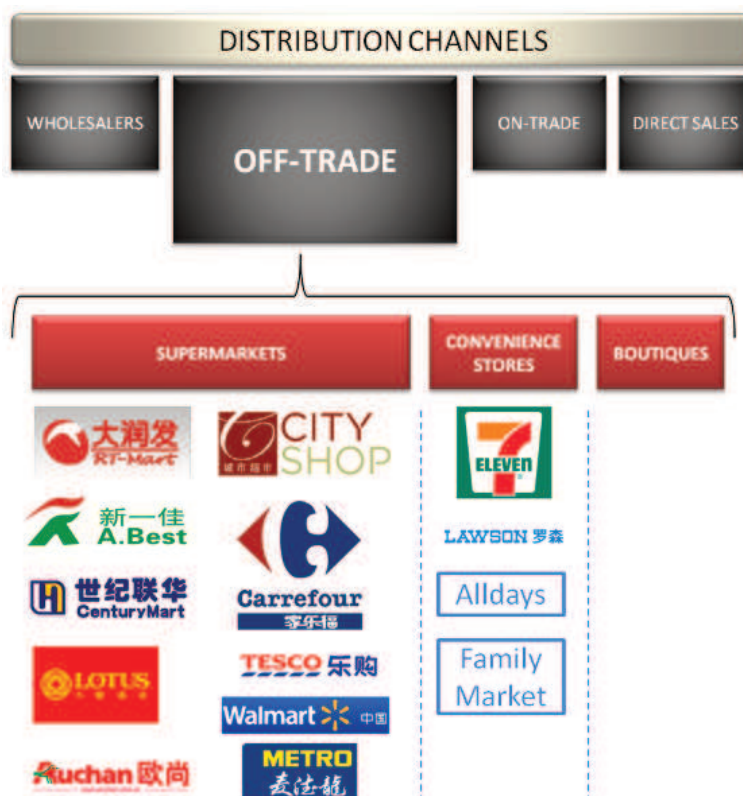 DISTRIBUTION CHANNELS
WHOLESALERS
OFF-TRADE
ON-TRADE
DIRECT SALES
SUPERMARKETS
CONVENIENCE
STORES
BOUTIQUES
大润发
RT-Mart
CITY
SHOP
城市超市
7
ELEVEN
新一佳
A.Best
Carrefour
家乐福
LAWSON 罗森
世纪联华
CenturyMart
Alldays
LOTUS
TESCO 乐购
Family
Market
Walmart 中国
Auchan 欧尚
METRO
麦德龍